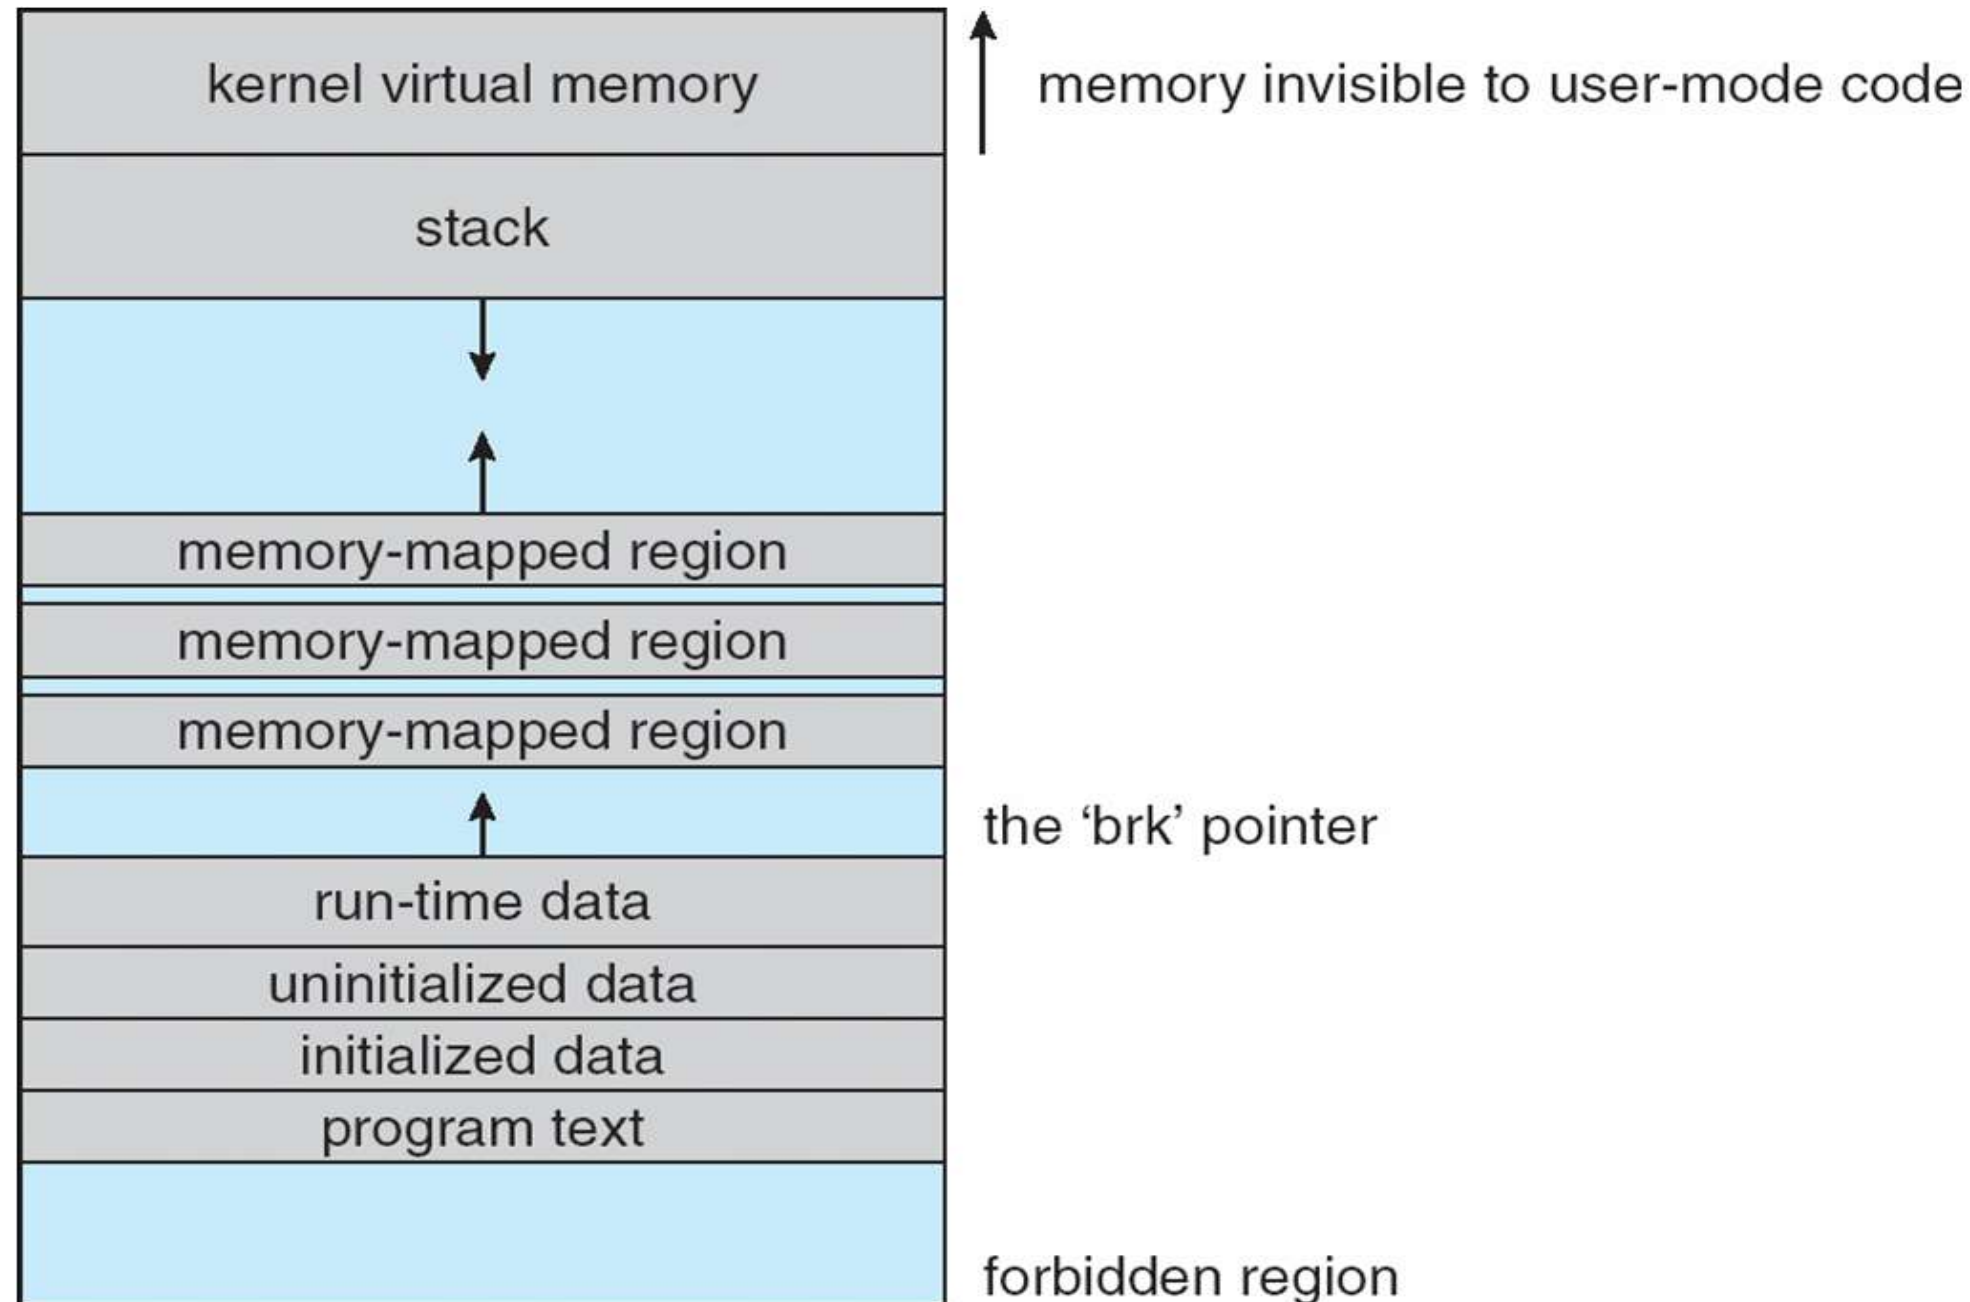 kernel virtual memory
memory invisible to user-mode code
stack
memory-mapped region
memory-mapped region
memory-mapped region
the ‘brk’ pointer
run-time data
uninitialized data
initialized data
program text
forbidden region